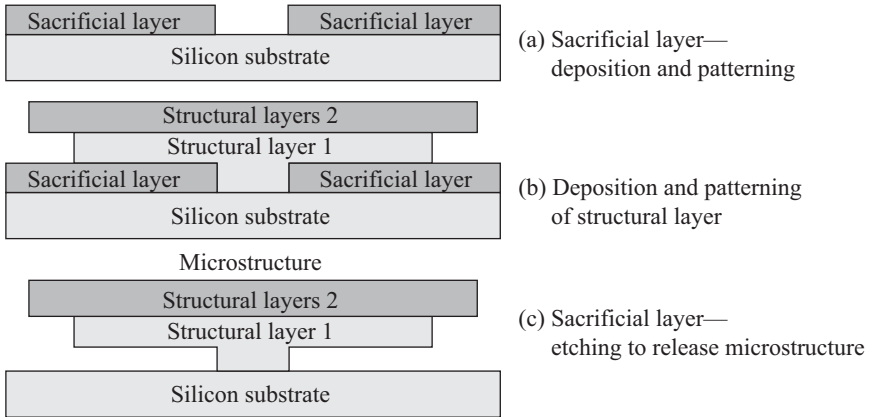 Sacrificial layer Sacrificial layer
Silicon substrate
(a) Sacrificial layer—
deposition and patterning
Structural layers 2
Structural layer 1
Sacrificial layer Sacrificial layer
Silicon substrate
(b) Deposition and patterning
of structural layer
Microstructure
Structural layers 2
Structural layer 1
Silicon substrate
(c) Sacrificial layer—
etching to release microstructure